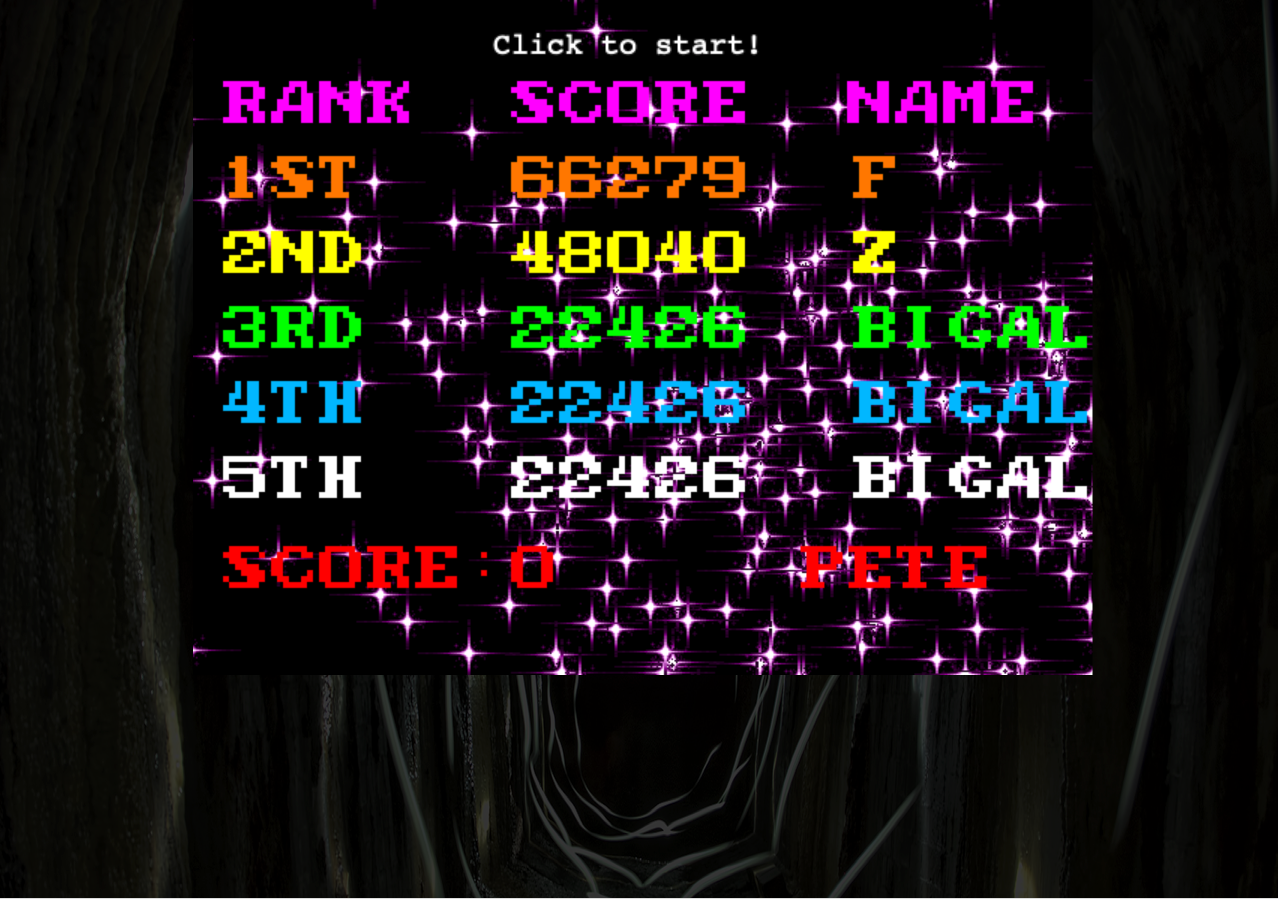 Click to start!
RANK SCORE NAME
1ST 66279 F
2ND 48040 Z
3RD 22426 BIGAL
4TH 22426 BIGAL
5TH 22426 BIGAL
SCORE:0 PETE